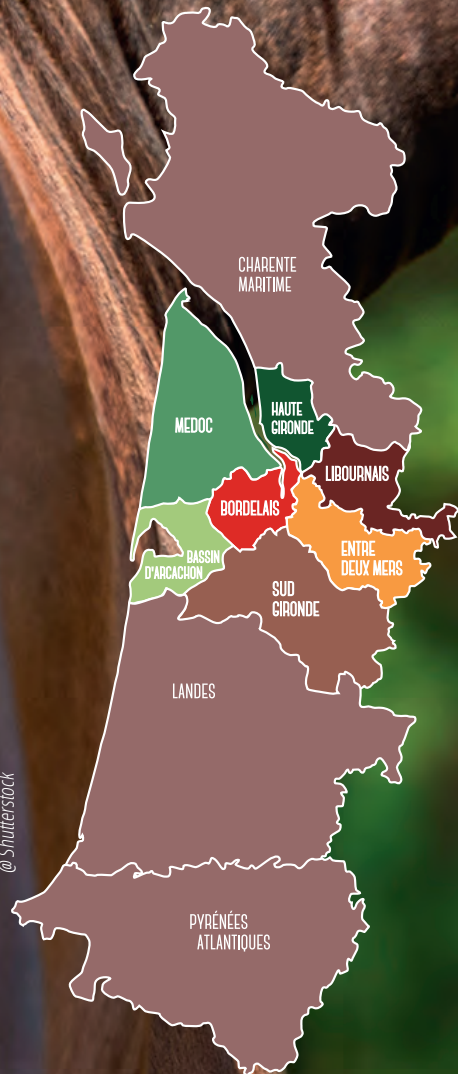 CHARENTE
MARITIME
HAUTE
GIRONDE
MEDOC
LIBOURNAIS
BORDELAIS
ENTRE
DEUX MERS
BASSIN
D'ARCACHON
SUD
GIRONDE
LANDES
@ Shutterstock
PYRÉNÉES
ATLANTIQUES